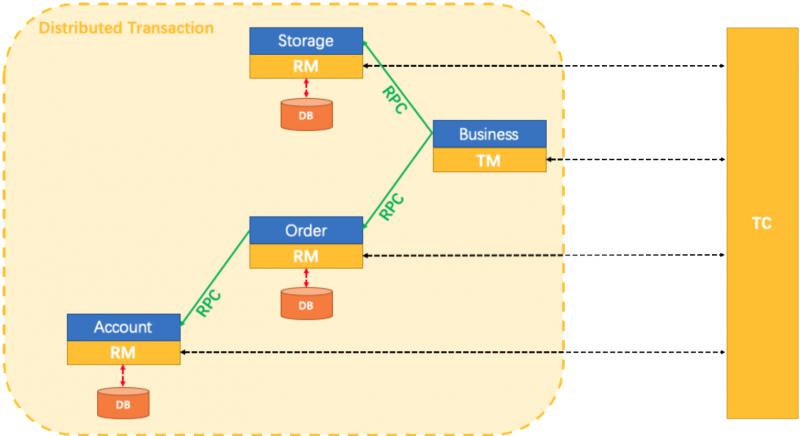 Distributed Transaction
Storage
RM
DB
RPC
Business
TM
RPC
Order
RM
DB
TC
RPC
Account
RM
DB